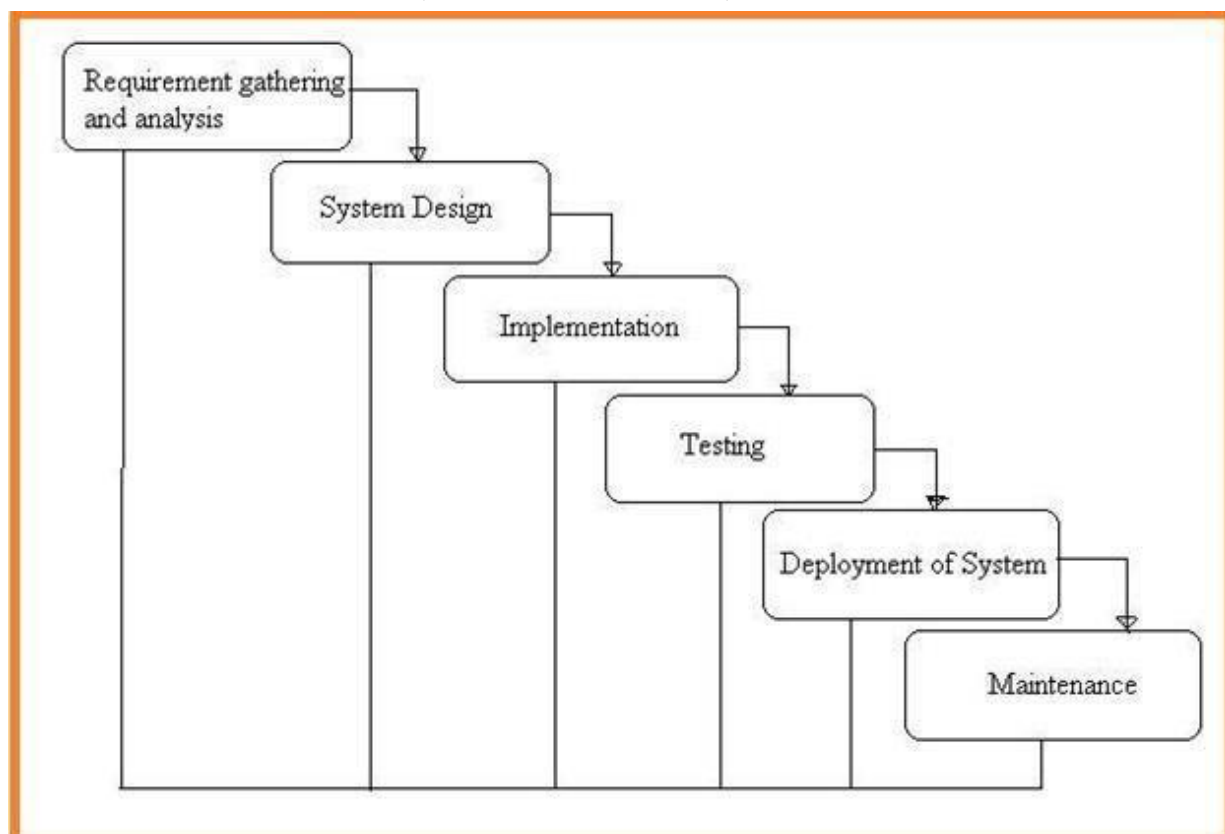 Requirement gathering
and analysis
System Design
Implementation
Testing
Deployment of System
Maintenance